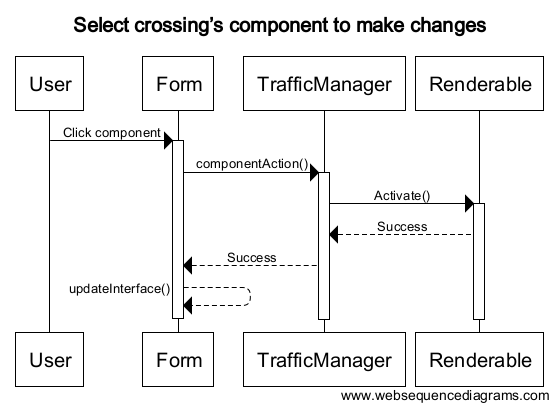 Select crossing's component to make changes
User Form TrafficManager Renderable
Click component
componentAction()
Activate()
Success
Success
updateInterface()
User Form TrafficManager Renderable
www.websequencediagrams.com